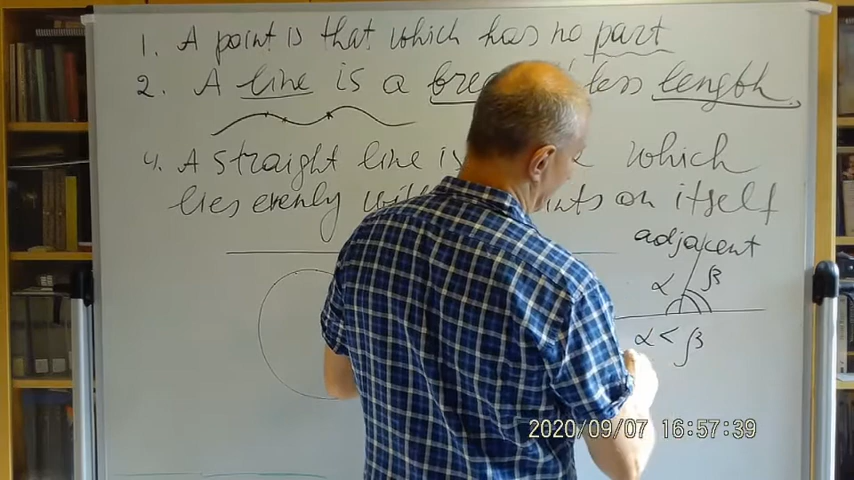 1. A point is that which has no part
2. A line is a less length
4. A straight line is which
lies evenly on itself
adjacent
α β
α < β
2020/09/07 16:57:39